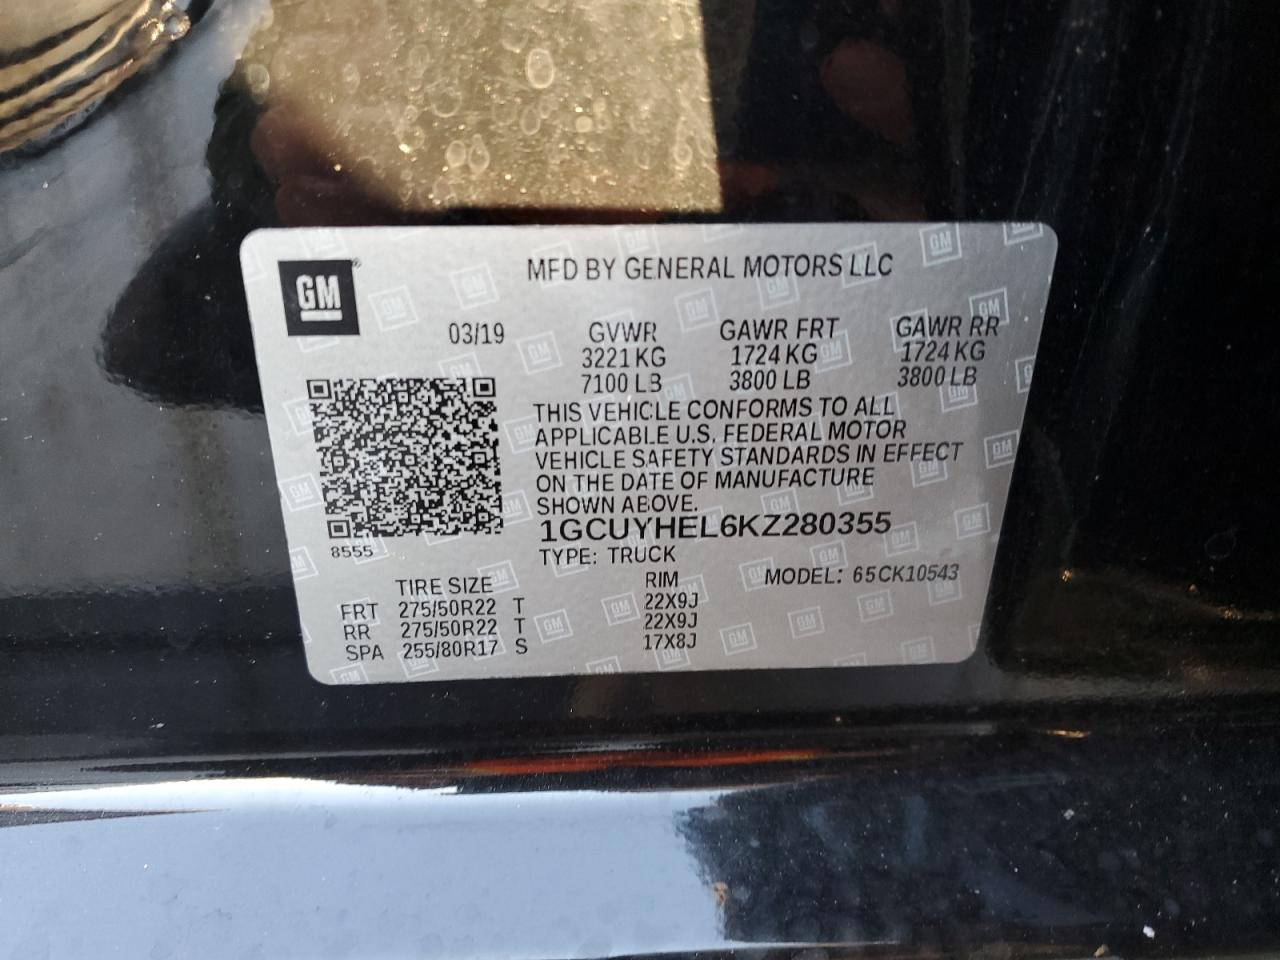 GM
MFD BY GENERAL MOTORS LLC
03/19 GVWR GAWR FRT GAWR RR
3221 KG 1724 KG 1724 KG
7100 LB 3800 LB 3800 LB
THIS VEHICLE CONFORMS TO ALL
APPLICABLE U.S. FEDERAL MOTOR
VEHICLE SAFETY STANDARDS IN EFFECT
ON THE DATE OF MANUFACTURE
SHOWN ABOVE.
1GCUYHEL6KZ280355
8555
TYPE: TRUCK
MODEL: 65CK10543
TIRE SIZE RIM
FRT 275/50R22 T 22X9J
RR 275/50R22 T 22X9J
SPA 255/80R17 S 17X8J